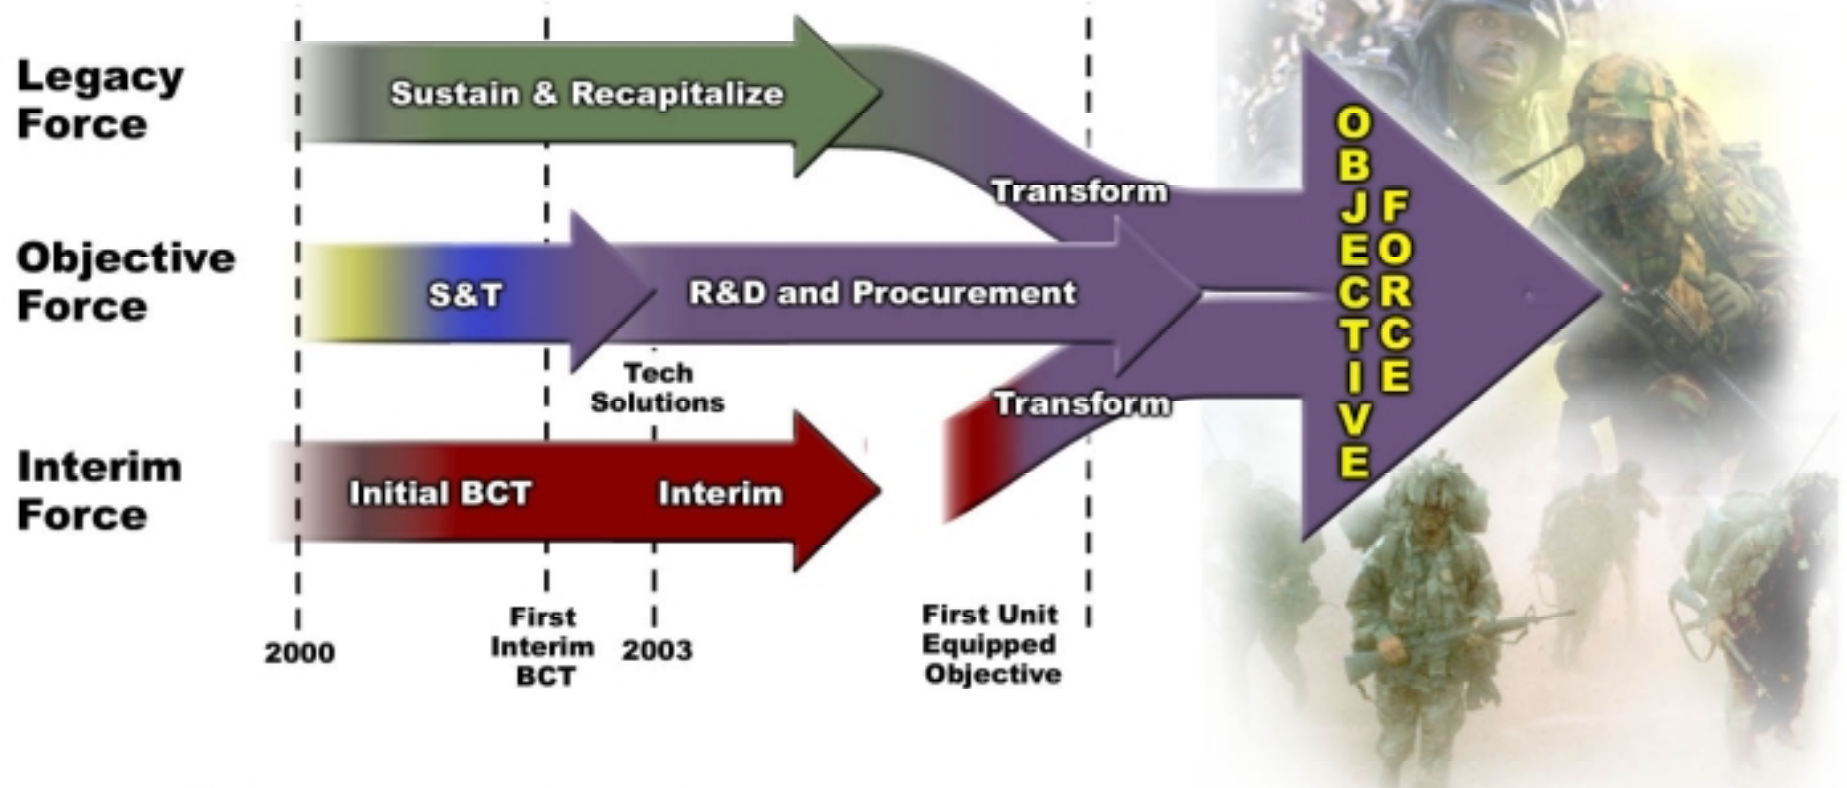 Legacy
Force
Sustain & Recapitalize
Transform
Objective
Force
S&T
R&D and Procurement
Tech
Solutions
Transform
Interim
Force
Initial BCT
Interim
2000
First
Interim
BCT
2003
First Unit
Equipped
Objective
OBJECTIVE
FORCE